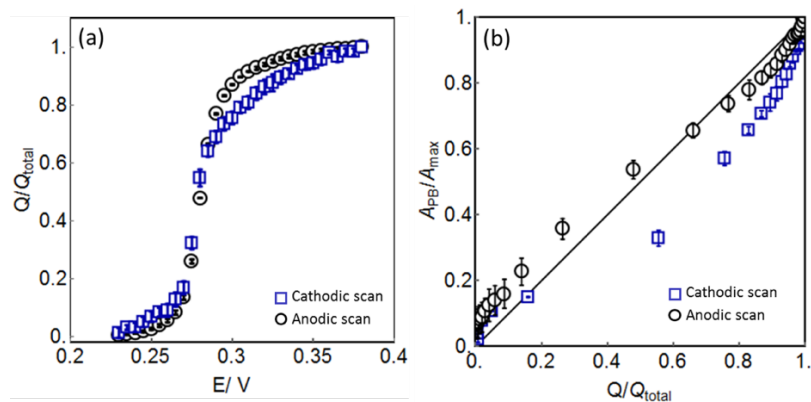 (a)
Q/Q_total
1.
0.8
0.6
0.4
0.2
0.
0.2
0.25
0.3
0.35
0.4
E/ V
Cathodic scan
Anodic scan
(b)
A_PB/A_max
1.
0.8
0.6
0.4
0.2
0
0
0.2
0.4
0.6
0.8
1.
Q/Q_total
Cathodic scan
Anodic scan